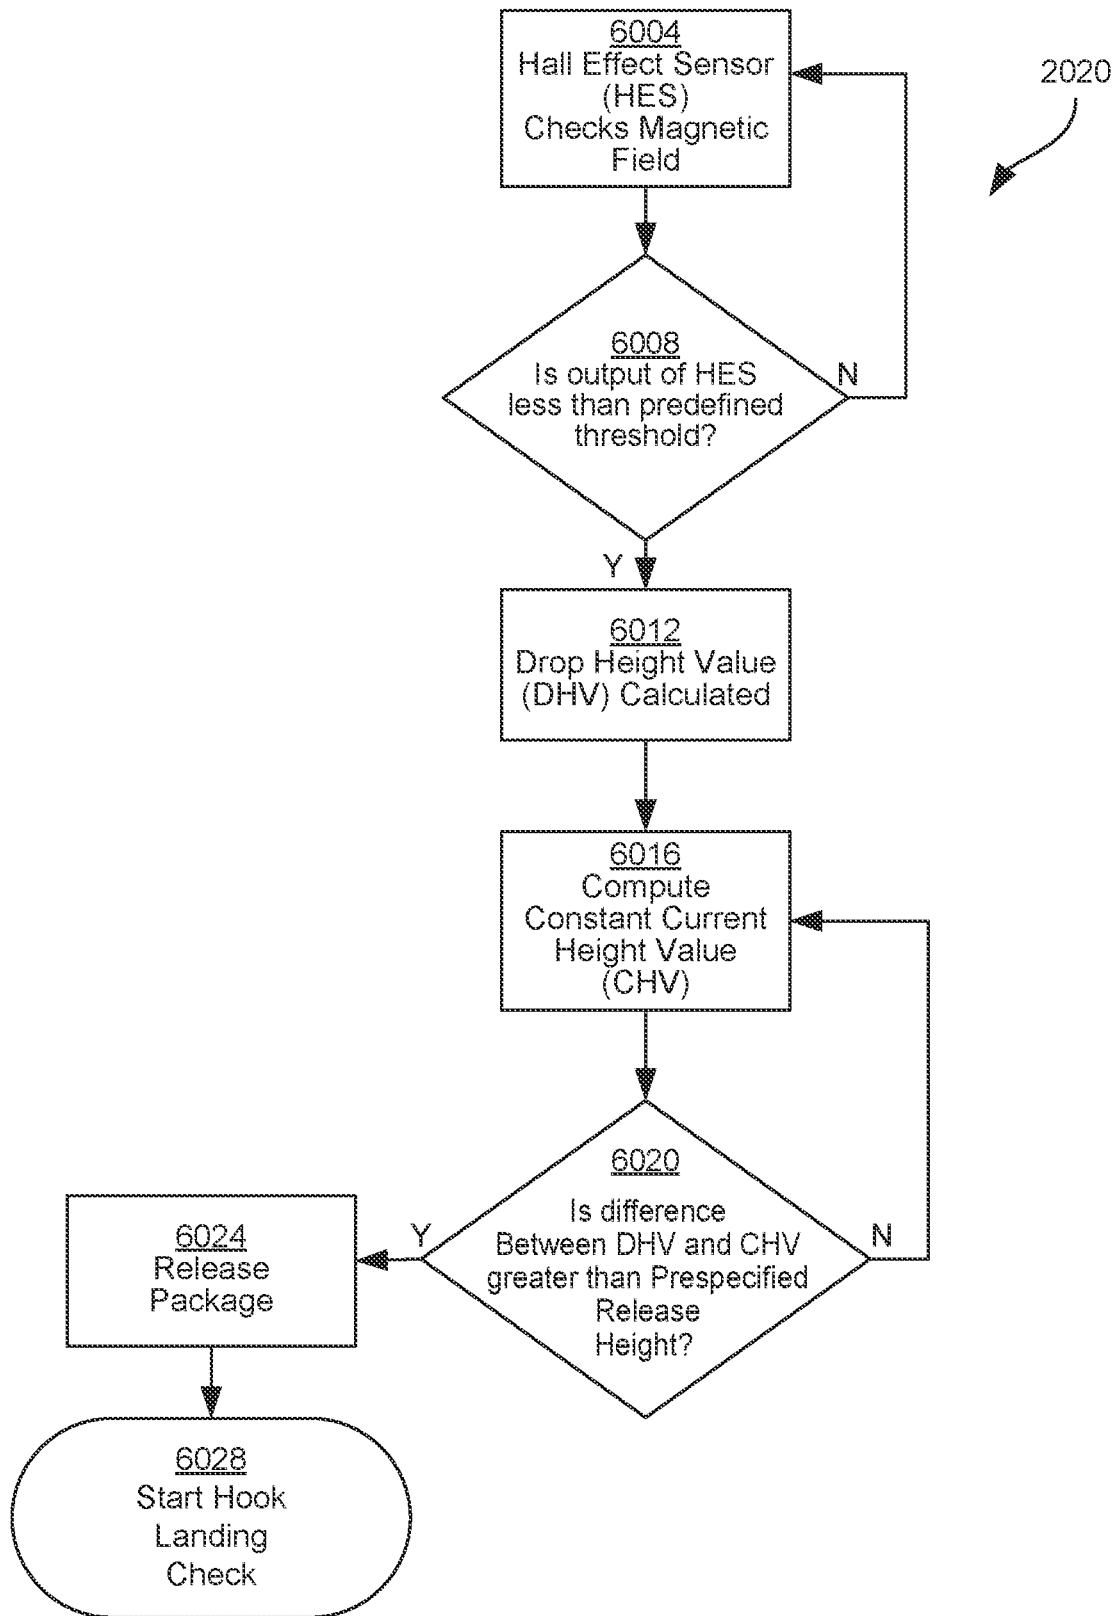 6004
Hall Effect Sensor
(HES)
Checks Magnetic
Field
2020
6008
Is output of HES
less than predefined
threshold?
N
Y
6012
Drop Height Value
(DHV) Calculated
6016
Compute
Constant Current
Height Value
(CHV)
6020
Is difference
Between DHV and CHV
greater than Prespecified
Release
Height?
Y
N
6024
Release
Package
6028
Start Hook
Landing
Check